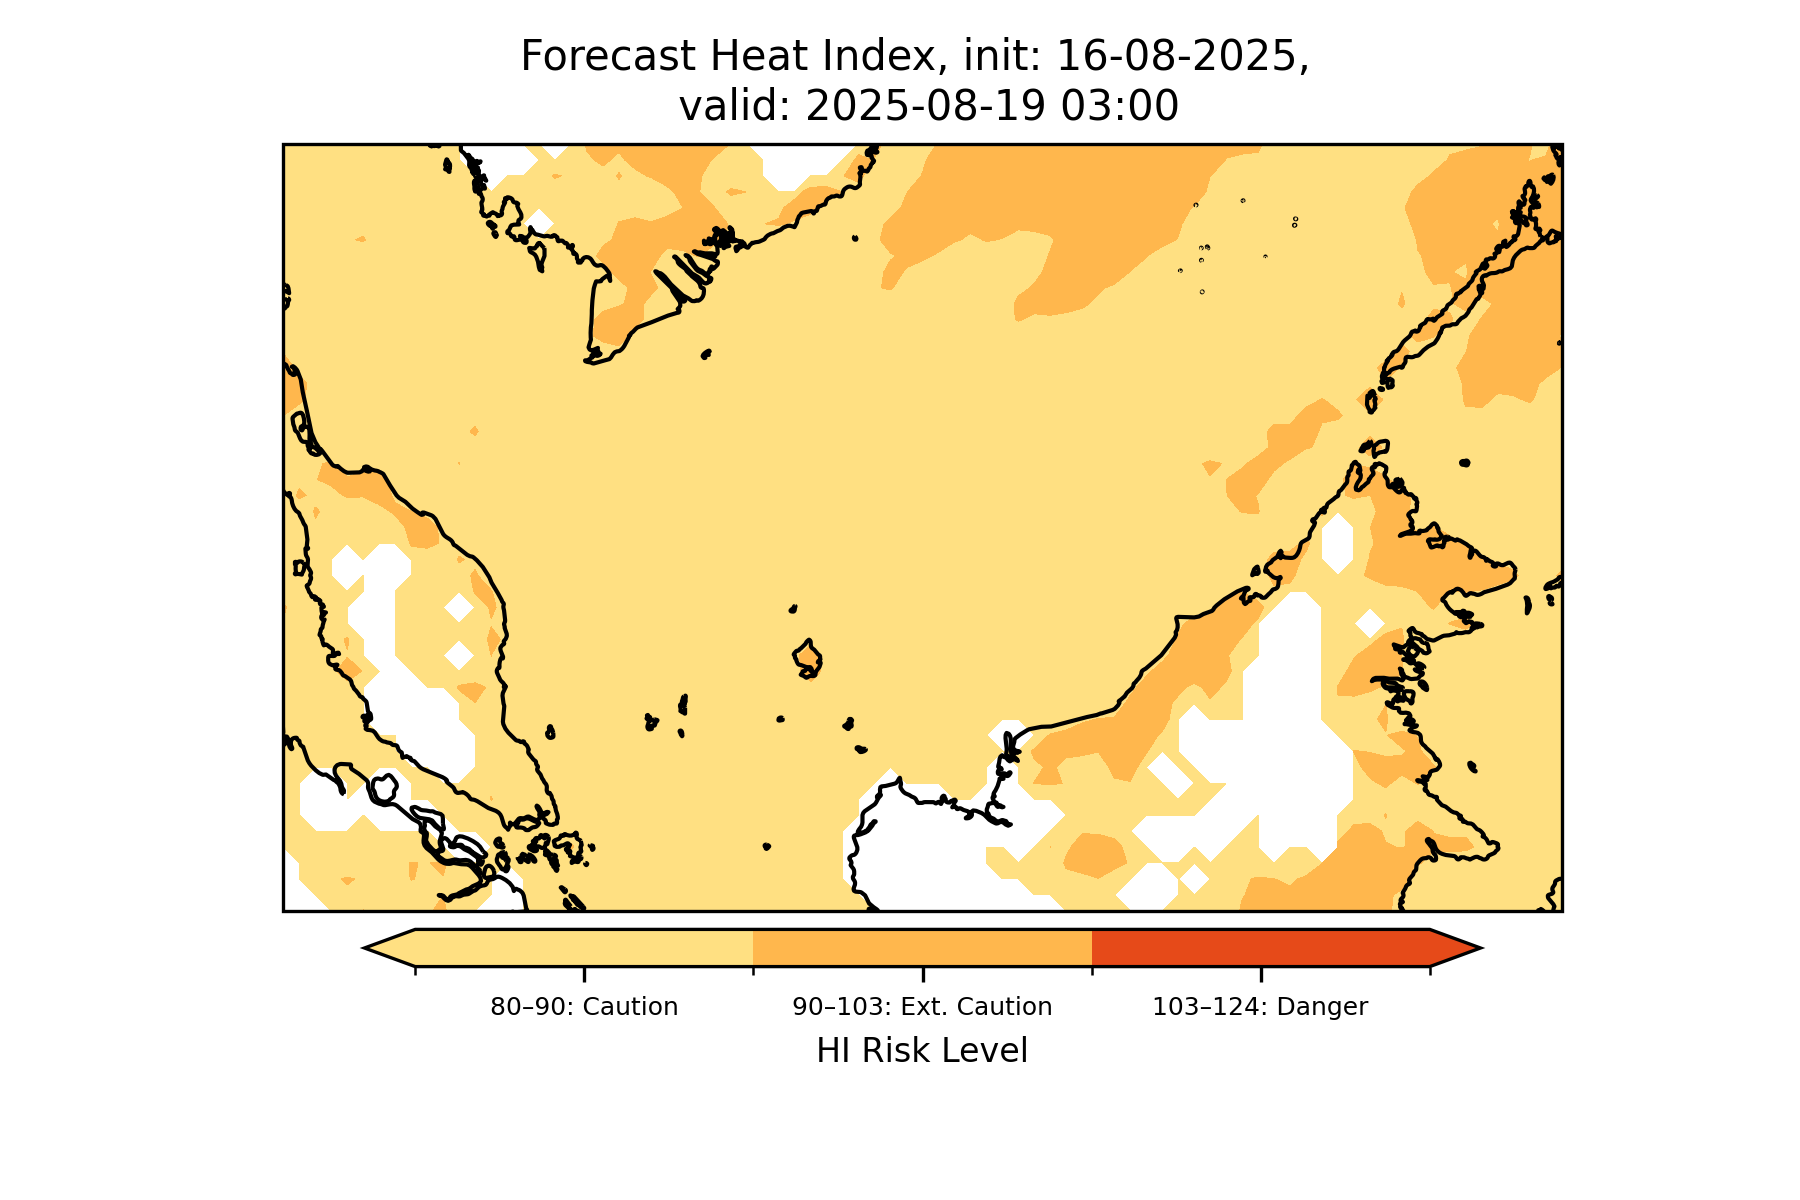 Forecast Heat Index, init: 16-08-2025,
valid: 2025-08-19 03:00
80–90: Caution
90–103: Ext. Caution
103–124: Danger
HI Risk Level